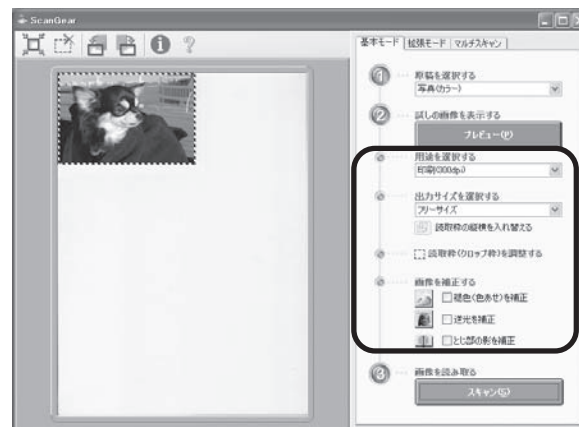 ScanGear
基本モード 拡張モード マルチスキャン
① 原稿を選択する
写真(カラー)
② 試しの画像を表示する
プレビュー(P)
用途を選択する
印刷(300dpi)
出力サイズを選択する
フリーサイズ
読取枠の縦横を入れ替える
読取枠(クロップ枠)を調整する
画像を補正する
褪色(色あせ)を補正
逆光を補正
とじ部の影を補正
③ 画像を読み取る
スキャン(S)